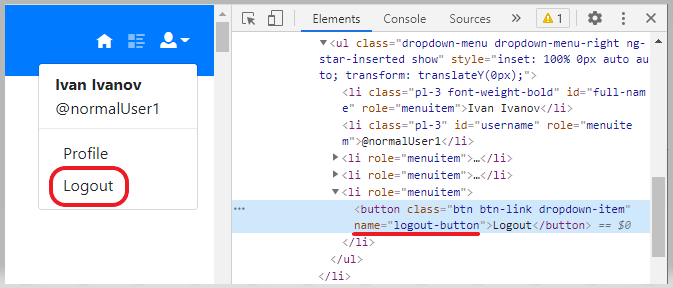 Ivan Ivanov
@normalUser1
Profile
Logout
Elements Console Sources » 1
<ul class="dropdown-menu dropdown-menu-right ng-
star-inserted show" style="inset: 100% 0px auto au
to; transform: translateY(0px);">
<li class="pl-3 font-weight-bold" id="full-nam
e" role="menuitem">Ivan Ivanov</li>
<li class="pl-3" id="username" role="menuite
m">@normalUser1</li>
<li role="menuitem">…</li>
<li role="menuitem">…</li>
<li role="menuitem">
<button class="btn btn-link dropdown-item"
name="logout-button">Logout</button> == $0
</li>
</ul>
</li>